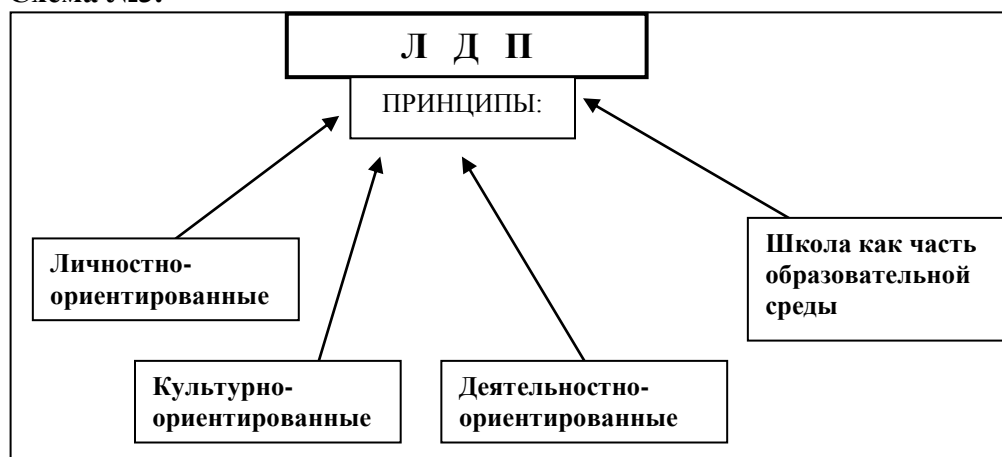 Л Д П
ПРИНЦИПЫ:
Личностно-
ориентированные
Школа как часть
образовательной
среды
Культурно-
ориентированные
Деятельностно-
ориентированные